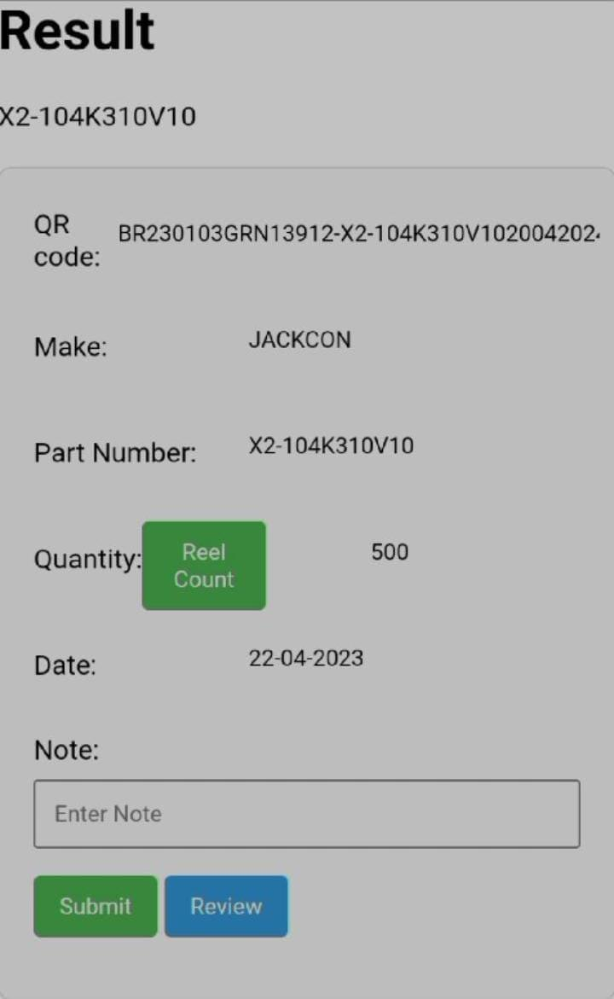 Result
X2-104K310V10
QR
code:
BR230103GRN13912-X2-104K310V102004202
Make:
JACKCON
Part Number:
X2-104K310V10
Quantity:
Reel
Count
500
Date:
22-04-2023
Note:
Enter Note
Submit
Review